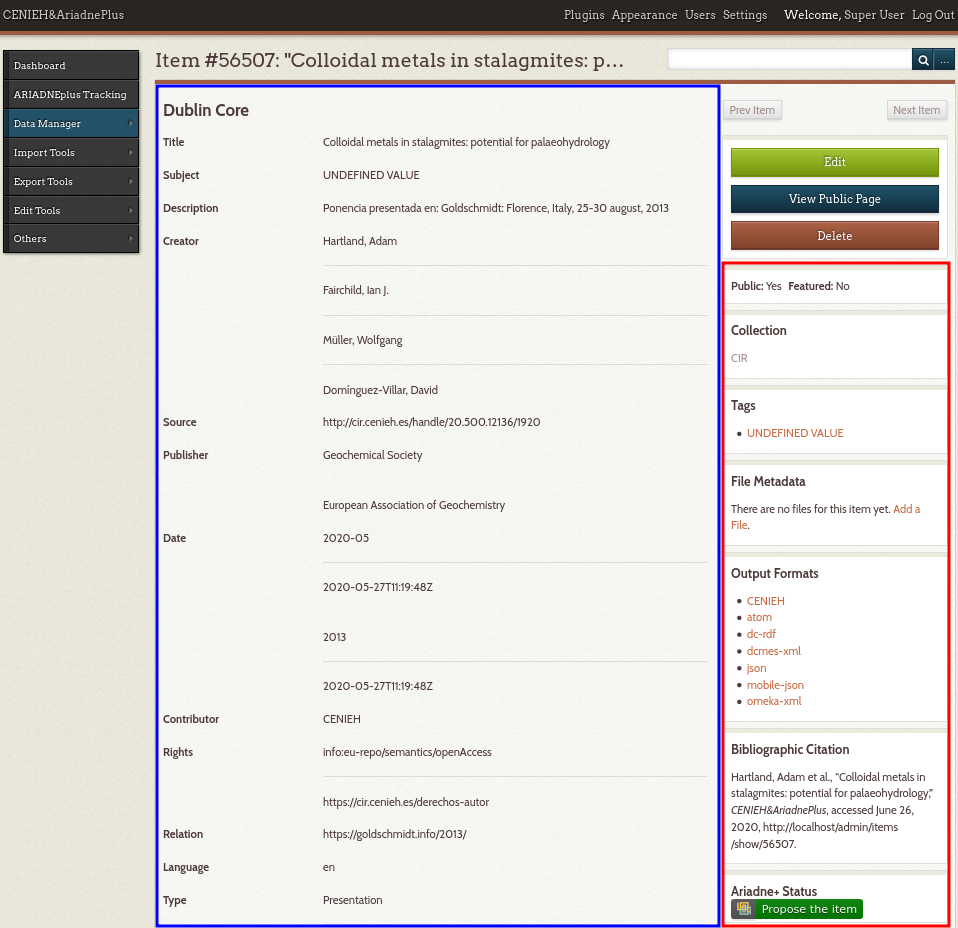 CENIEH&AriadnePlus
Plugins Appearance Users Settings Welcome, Super User Log Out
Dashboard
ARIADNEplus Tracking
Data Manager
Import Tools
Export Tools
Edit Tools
Others
Item #56507: "Colloidal metals in stalagmites: p...
...
Dublin Core
Title Colloidal metals in stalagmites: potential for palaeohydrology
Subject UNDEFINED VALUE
Description Ponencia presentada en: Goldschmidt: Florence, Italy, 25-30 august, 2013
Creator Hartland, Adam
Fairchild, Ian J.
Müller, Wolfgang
Domínguez-Villar, David
Source http://cir.cenieh.es/handle/20.500.12136/1920
Publisher Geochemical Society
European Association of Geochemistry
Date 2020-05
2020-05-27T11:19:48Z
2013
2020-05-27T11:19:48Z
Contributor CENIEH
Rights info:eu-repo/semantics/openAccess
https://cir.cenieh.es/derechos-autor
Relation https://goldschmidt.info/2013/
Language en
Type Presentation
Prev Item Next Item
Edit
View Public Page
Delete
Public: Yes Featured: No
Collection
CIR
Tags
UNDEFINED VALUE
File Metadata
There are no files for this item yet. Add a
File.
Output Formats
CENIEH
atom
dc-rdf
dcmes-xml
json
mobile-json
omeka-xml
Bibliographic Citation
Hartland, Adam et al., “Colloidal metals in
stalagmites: potential for palaeohydrology,”
CENIEH&AriadnePlus, accessed June 26,
2020, http://localhost/admin/items
/show/56507.
Ariadne+ Status
Propose the item